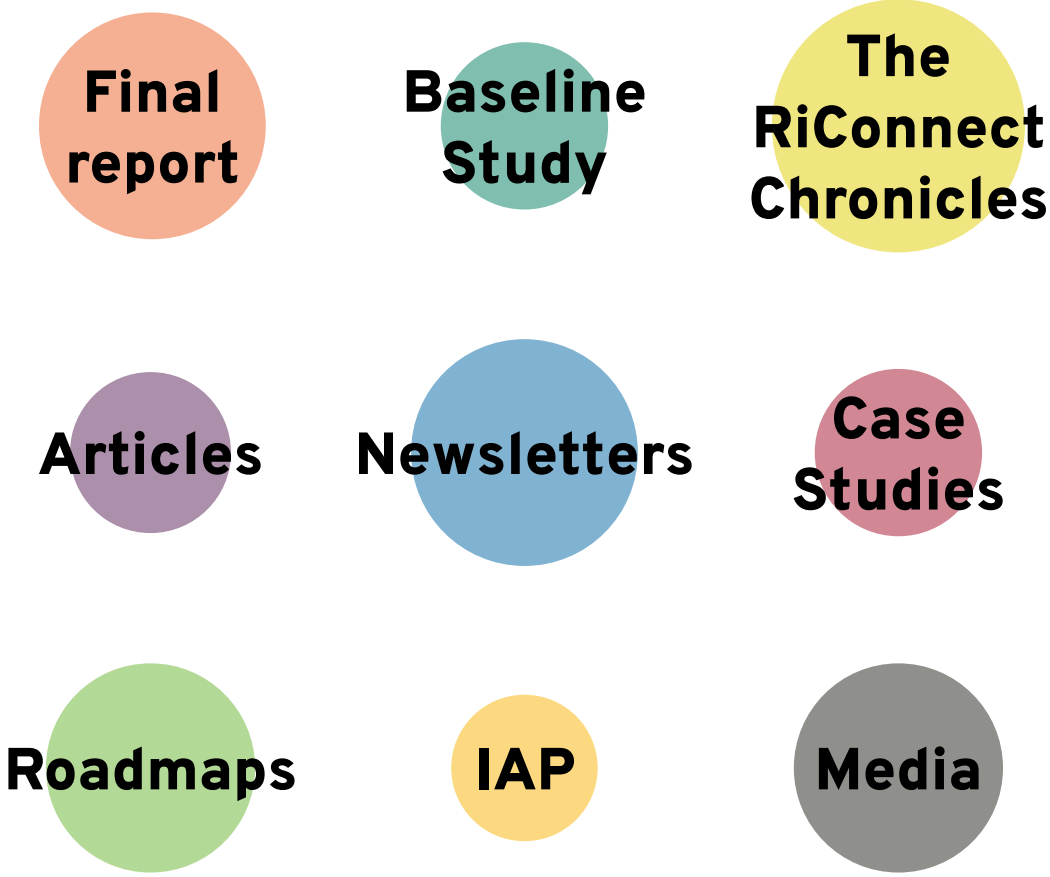 Final
report
Baseline
Study
The
RiConnect
Chronicles
Articles
Newsletters
Case
Studies
Roadmaps
IAP
Media